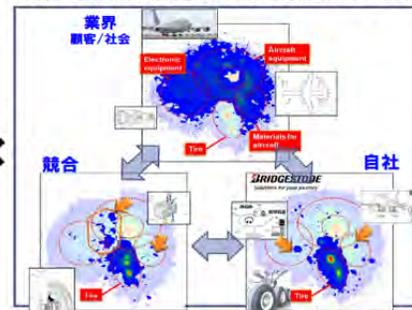 業界
顧客/社会
Electronic
equipment
Aircraft
equipment
Materials for
aircraft
Tire
競合
自社
BRIDGESTONE
Solutions for your journey
Tire
Tire